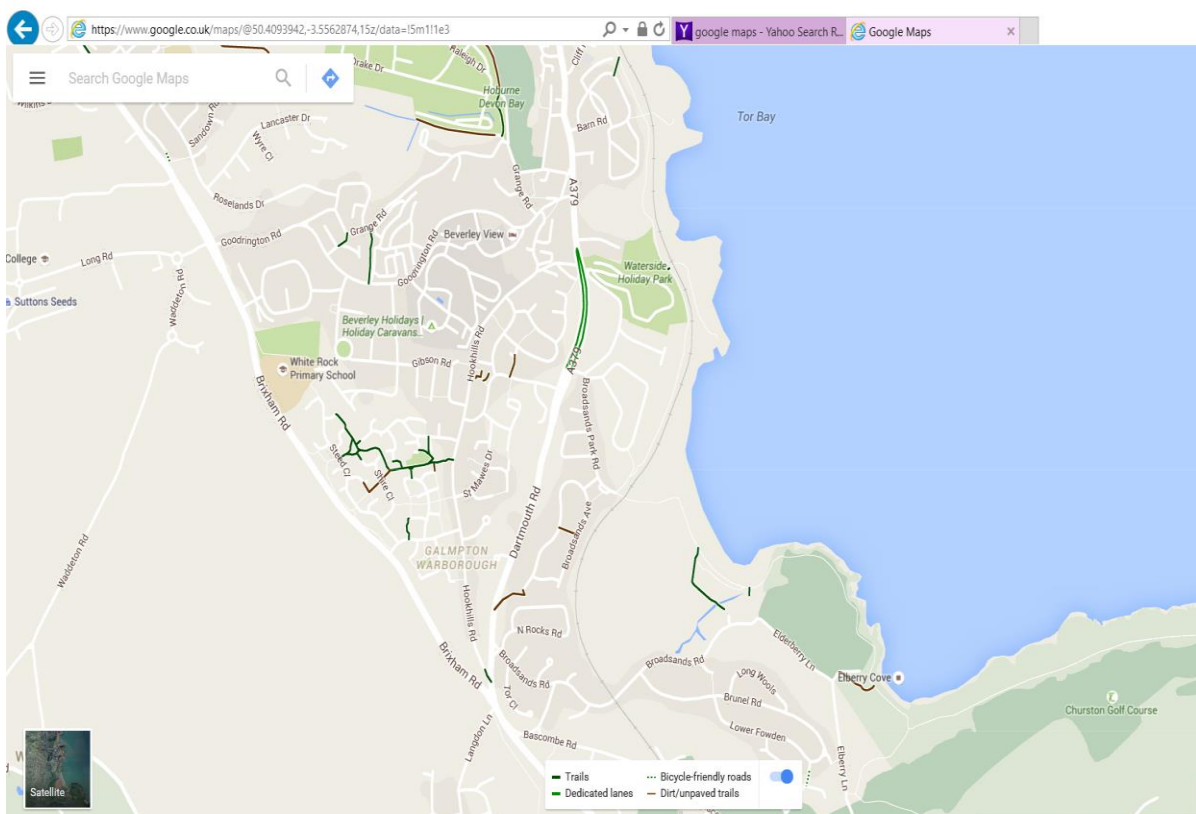 https://www.google.co.uk/maps/@50.4093942,-3.5562874,15z/data=!5m1!1e3
google maps - Yahoo Search R...
Google Maps
Search Google Maps
Drake Dr
Raleigh Dr
Cliff
Hoburne
Devon Bay
Tor Bay
Sandown
Lancaster Dr
Wyre Cl
Barn Rd
Grange Rd
A379
Roselands Dr
Grange Rd
Goodrington Rd
Beverley View
Goodrington Rd
College
Long Rd
Waterside
Holiday Park
Waddeton Rd
Suttons Seeds
Beverley Holidays |
Holiday Caravans...
Hookhills Rd
A379
White Rock
Primary School
Gibson Rd
Brixham Rd
Broadsands Park Rd
Steed Cl
Shire Cl
St Mawes Dr
Dartmouth Rd
Broadsands Ave
Waddeton Rd
GALMPTON
WARBOROUGH
Hookhills Rd
N Rocks Rd
Elderberry Ln
Brixham Rd
Broadsands Rd
Broadsands Rd
Long Wools
Elberry Cove
Tor Cl
Brunel Rd
Churston Golf Course
Langdon Ln
Lower Fowden
Bascombe Rd
Elberry Ln
Satellite
Trails
Bicycle-friendly roads
Dedicated lanes
Dirt/unpaved trails